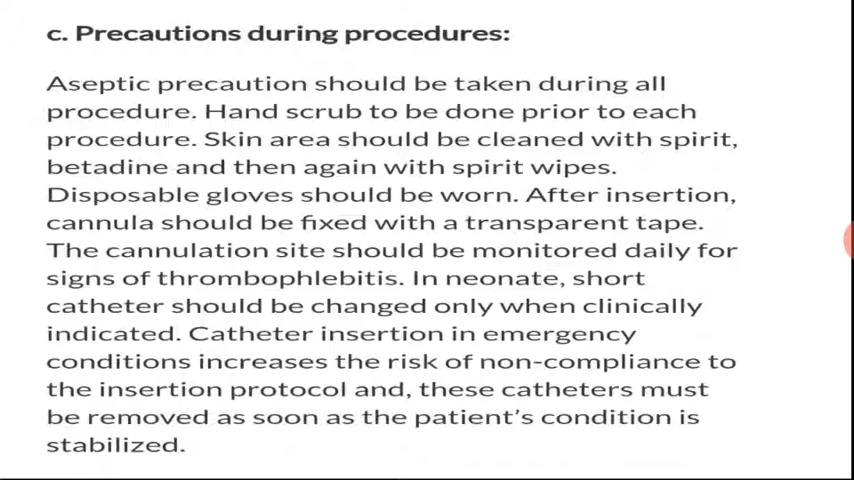 c. Precautions during procedures:
Aseptic precaution should be taken during all
procedure. Hand scrub to be done prior to each
procedure. Skin area should be cleaned with spirit,
betadine and then again with spirit wipes.
Disposable gloves should be worn. After insertion,
cannula should be fixed with a transparent tape.
The cannulation site should be monitored daily for
signs of thrombophlebitis. In neonate, short
catheter should be changed only when clinically
indicated. Catheter insertion in emergency
conditions increases the risk of non-compliance to
the insertion protocol and, these catheters must
be removed as soon as the patient's condition is
stabilized.